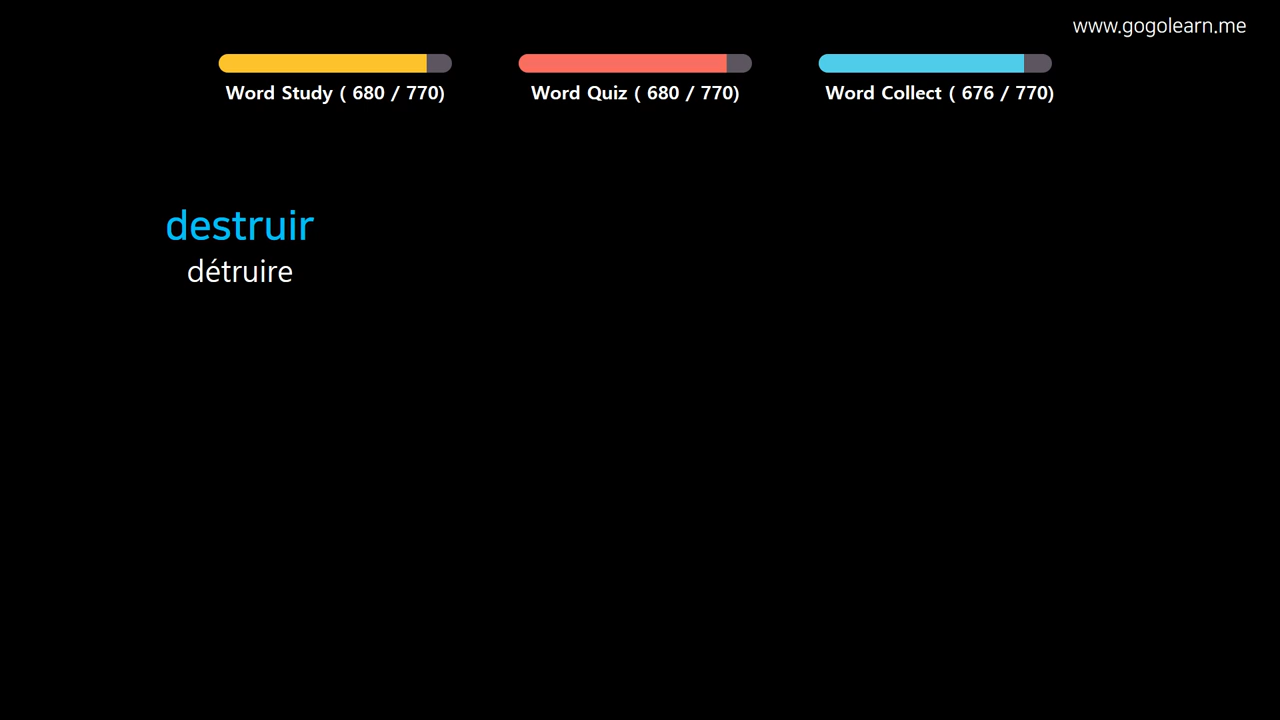 www.gogolearn.me
Word Study ( 680 / 770)
Word Quiz ( 680 / 770)
Word Collect ( 676 / 770)
destruir
détruire